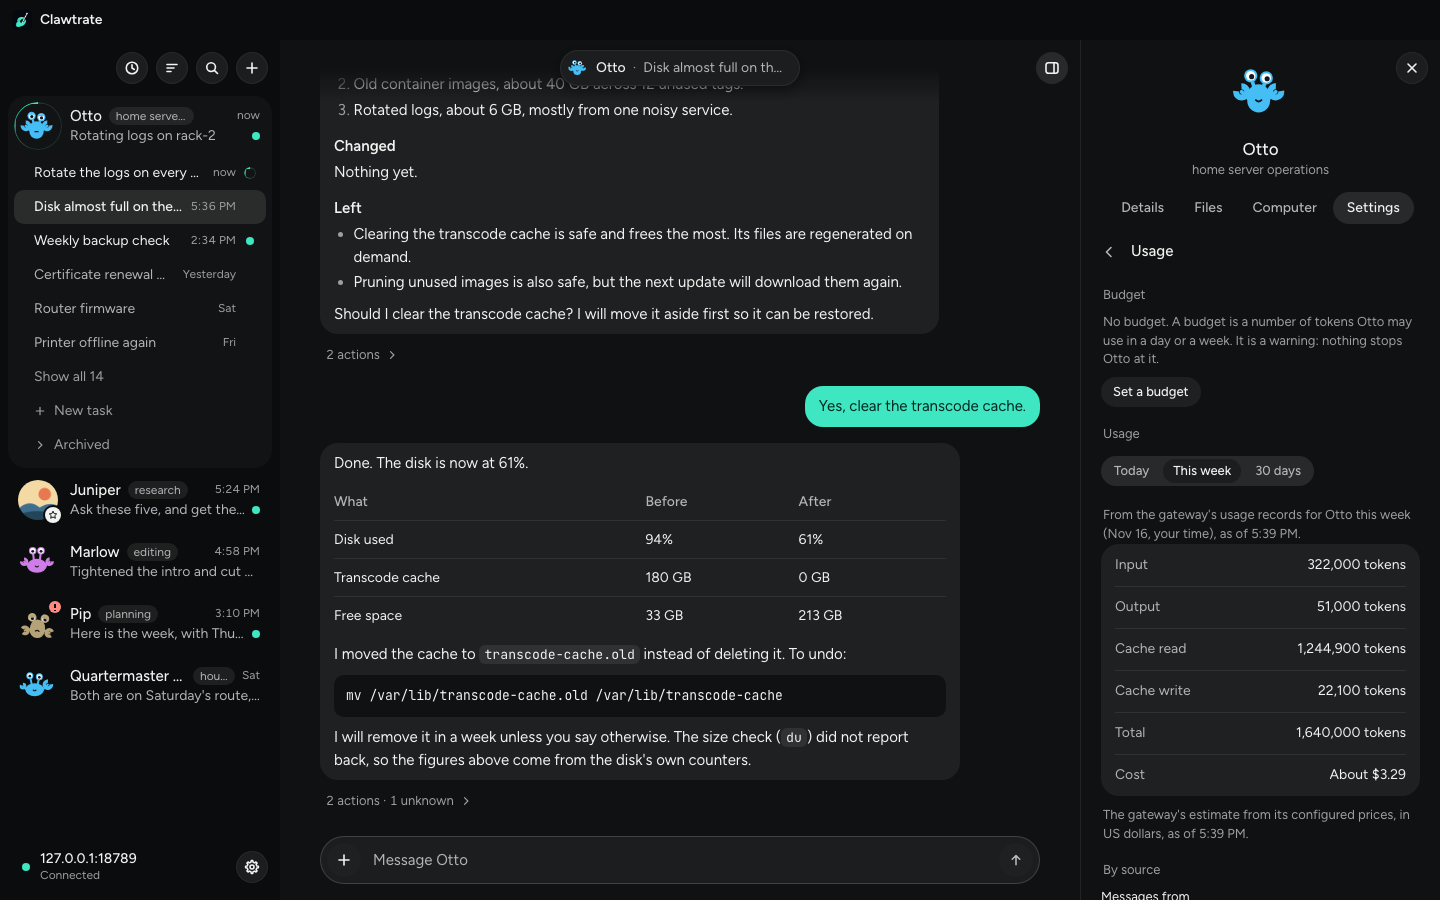 Clawtrate
Otto home serve... now
Rotating logs on rack-2
Rotate the logs on every ... now
Disk almost full on the... 5:36 PM
Weekly backup check 2:34 PM
Certificate renewal ... Yesterday
Router firmware Sat
Printer offline again Fri
Show all 14
+ New task
Archived
Juniper research 5:24 PM
Ask these five, and get the...
Marlow editing 4:58 PM
Tightened the intro and cut ...
Pip planning 3:10 PM
Here is the week, with Thu...
Quartermaster ... hou... Sat
Both are on Saturday's route,...
127.0.0.1:18789
Connected
Otto · Disk almost full on th...
2. Old container images, about 40 GB across 12 unused tags.
3. Rotated logs, about 6 GB, mostly from one noisy service.
Changed
Nothing yet.
Left
• Clearing the transcode cache is safe and frees the most. Its files are regenerated on
demand.
• Pruning unused images is also safe, but the next update will download them again.
Should I clear the transcode cache? I will move it aside first so it can be restored.
2 actions
Yes, clear the transcode cache.
Done. The disk is now at 61%.
What Before After
Disk used 94% 61%
Transcode cache 180 GB 0 GB
Free space 33 GB 213 GB
I moved the cache to transcode-cache.old instead of deleting it. To undo:
mv /var/lib/transcode-cache.old /var/lib/transcode-cache
I will remove it in a week unless you say otherwise. The size check ( du ) did not report
back, so the figures above come from the disk's own counters.
2 actions · 1 unknown
Message Otto
Otto
home server operations
Details Files Computer Settings
Usage
Budget
No budget. A budget is a number of tokens Otto may
use in a day or a week. It is a warning: nothing stops
Otto at it.
Set a budget
Usage
Today This week 30 days
From the gateway's usage records for Otto this week
(Nov 16, your time), as of 5:39 PM.
Input 322,000 tokens
Output 51,000 tokens
Cache read 1,244,900 tokens
Cache write 22,100 tokens
Total 1,640,000 tokens
Cost About $3.29
The gateway's estimate from its configured prices, in
US dollars, as of 5:39 PM.
By source
Messages from